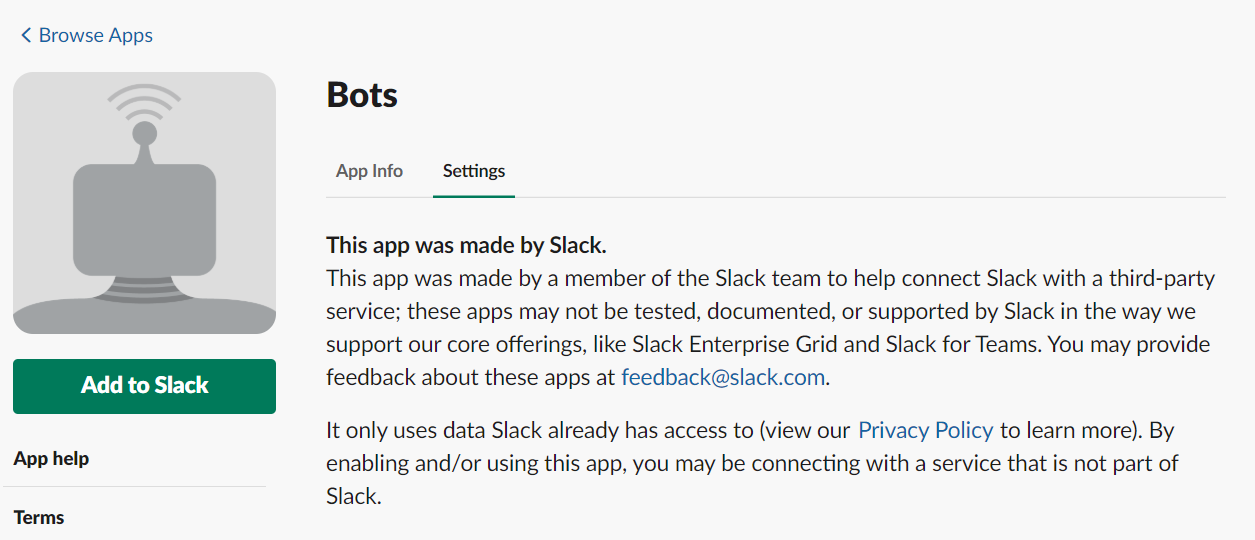 Browse Apps
Bots
App Info Settings
This app was made by Slack.
This app was made by a member of the Slack team to help connect Slack with a third-party
service; these apps may not be tested, documented, or supported by Slack in the way we
support our core offerings, like Slack Enterprise Grid and Slack for Teams. You may provide
feedback about these apps at feedback@slack.com.
It only uses data Slack already has access to (view our Privacy Policy to learn more). By
enabling and/or using this app, you may be connecting with a service that is not part of
Slack.
Add to Slack
App help
Terms